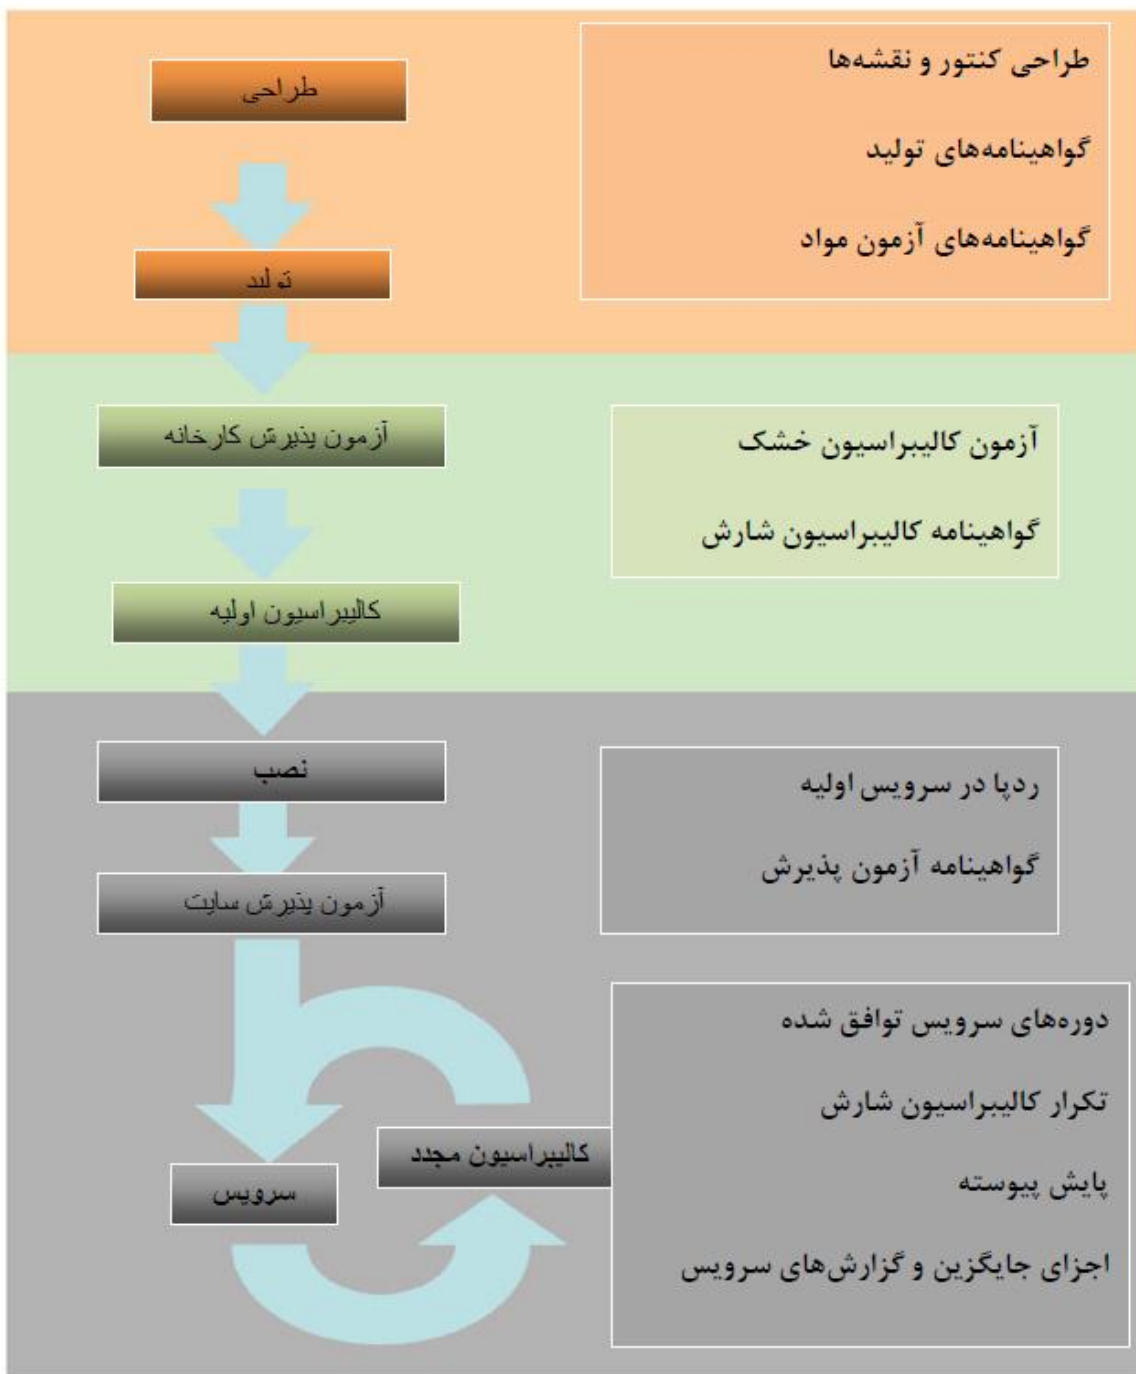 طراحی
طراحی کنتور و نقشه‌ها
گواهینامه‌های تولید
گواهینامه‌های آزمون مواد
تولید
آزمون پذیرش کارخانه
آزمون کالیبراسیون خشک
گواهینامه کالیبراسیون شارش
کالیبراسیون اولیه
نصب
ردپا در سرویس اولیه
گواهینامه آزمون پذیرش
آزمون پذیرش سایت
دوره‌های سرویس توافق شده
تکرار کالیبراسیون شارش
پایش پیوسته
اجزای جایگزین و گزارش‌های سرویس
کالیبراسیون مجدد
سرویس